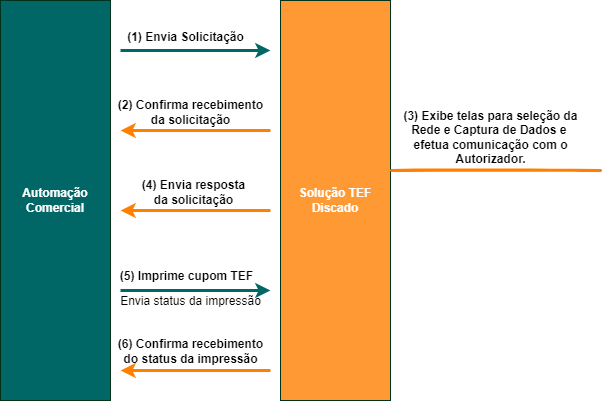 (1) Envia Solicitação
(2) Confirma recebimento
da solicitação
(3) Exibe telas para seleção da
Rede e Captura de Dados e
efetua comunicação com o
Autorizador.
Automação
Comercial
(4) Envia resposta
da solicitação
Solução TEF
Discado
(5) Imprime cupom TEF
Envia status da impressão
(6) Confirma recebimento
do status da impressão